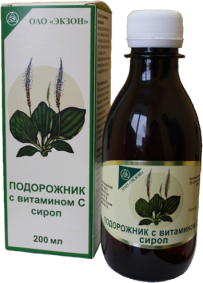 ОАО «ЭКЗОН»
ПОДОРОЖНИК
с витамином С
сироп
200 мл
ПОДОРОЖНИК с витамином С
сироп